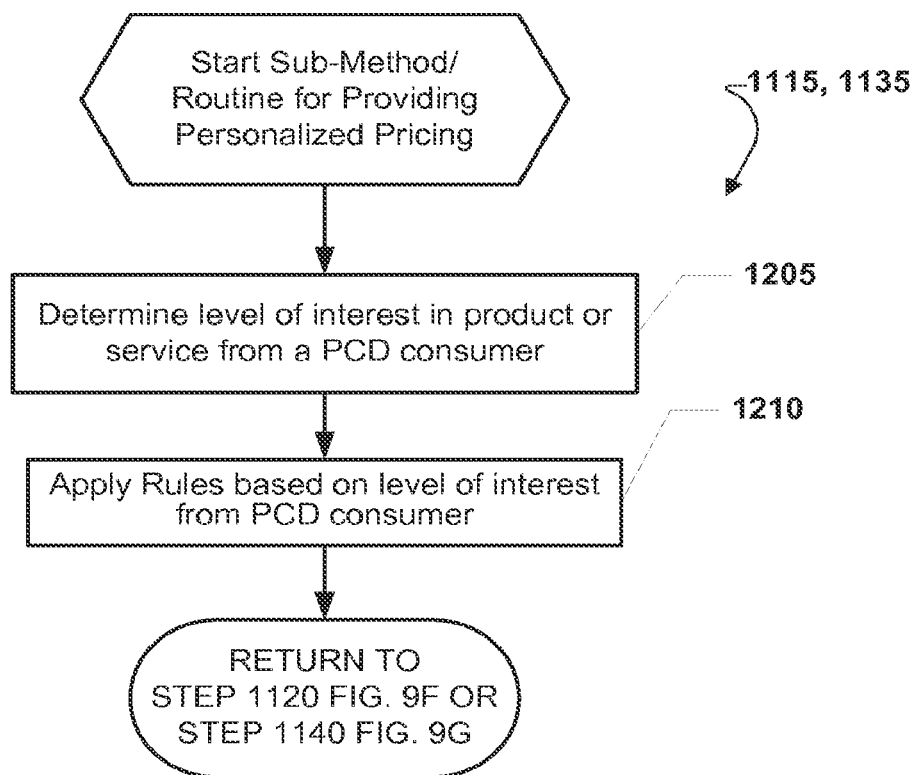 Start Sub-Method/
Routine for Providing
Personalized Pricing
1115, 1135
1205
Determine level of interest in product or
service from a PCD consumer
1210
Apply Rules based on level of interest
from PCD consumer
RETURN TO
STEP 1120 FIG. 9F OR
STEP 1140 FIG. 9G